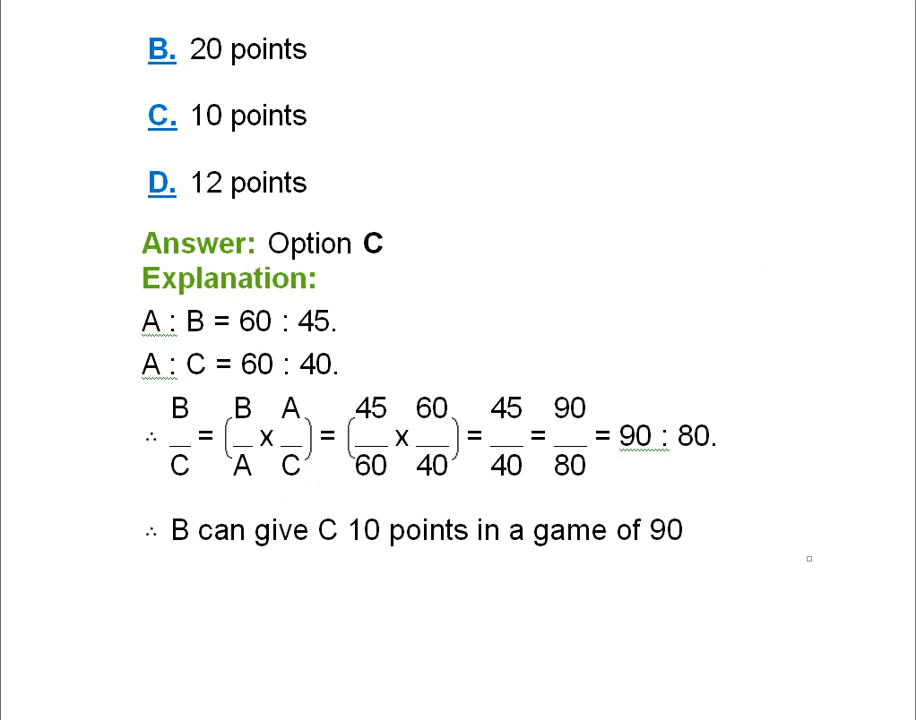 B. 20 points
C. 10 points
D. 12 points
Answer: Option C
Explanation:
A : B = 60 : 45.
A : C = 60 : 40.
∴ B/C = (B/A x A/C) = (45/60 x 60/40) = 45/40 = 90/80 = 90 : 80.
∴ B can give C 10 points in a game of 90